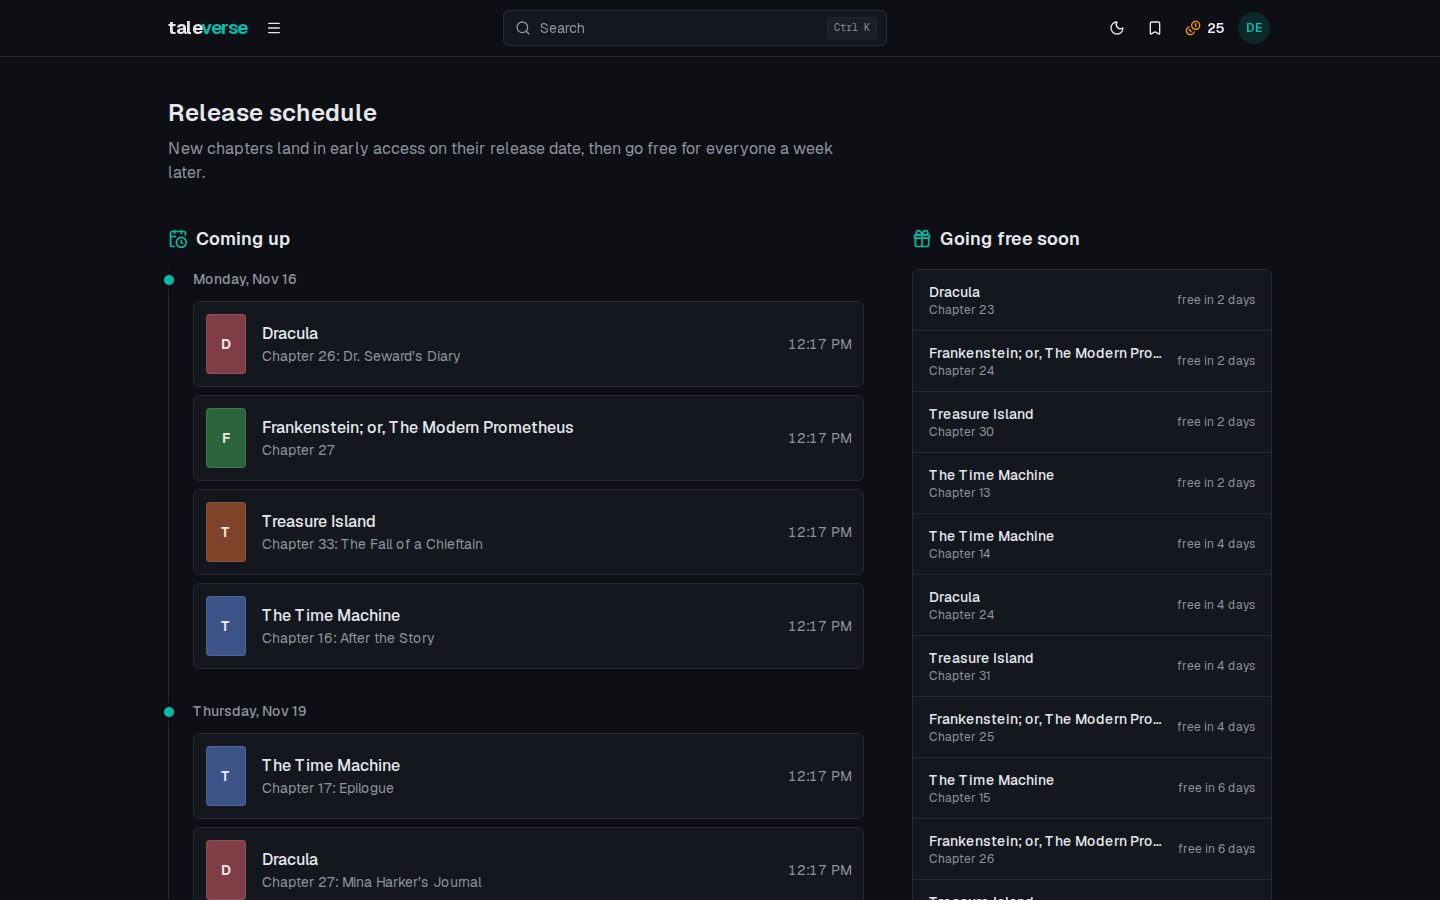 taleverse
Search
Ctrl K
25
DE
Release schedule
New chapters land in early access on their release date, then go free for everyone a week
later.
Coming up
Monday, Nov 16
D
Dracula
Chapter 26: Dr. Seward's Diary
12:17 PM
F
Frankenstein; or, The Modern Prometheus
Chapter 27
12:17 PM
T
Treasure Island
Chapter 33: The Fall of a Chieftain
12:17 PM
T
The Time Machine
Chapter 16: After the Story
12:17 PM
Thursday, Nov 19
T
The Time Machine
Chapter 17: Epilogue
12:17 PM
D
Dracula
Chapter 27: Mina Harker's Journal
12:17 PM
Going free soon
Dracula
Chapter 23
free in 2 days
Frankenstein; or, The Modern Pro…
Chapter 24
free in 2 days
Treasure Island
Chapter 30
free in 2 days
The Time Machine
Chapter 13
free in 2 days
The Time Machine
Chapter 14
free in 4 days
Dracula
Chapter 24
free in 4 days
Treasure Island
Chapter 31
free in 4 days
Frankenstein; or, The Modern Pro…
Chapter 25
free in 4 days
The Time Machine
Chapter 15
free in 6 days
Frankenstein; or, The Modern Pro…
Chapter 26
free in 6 days